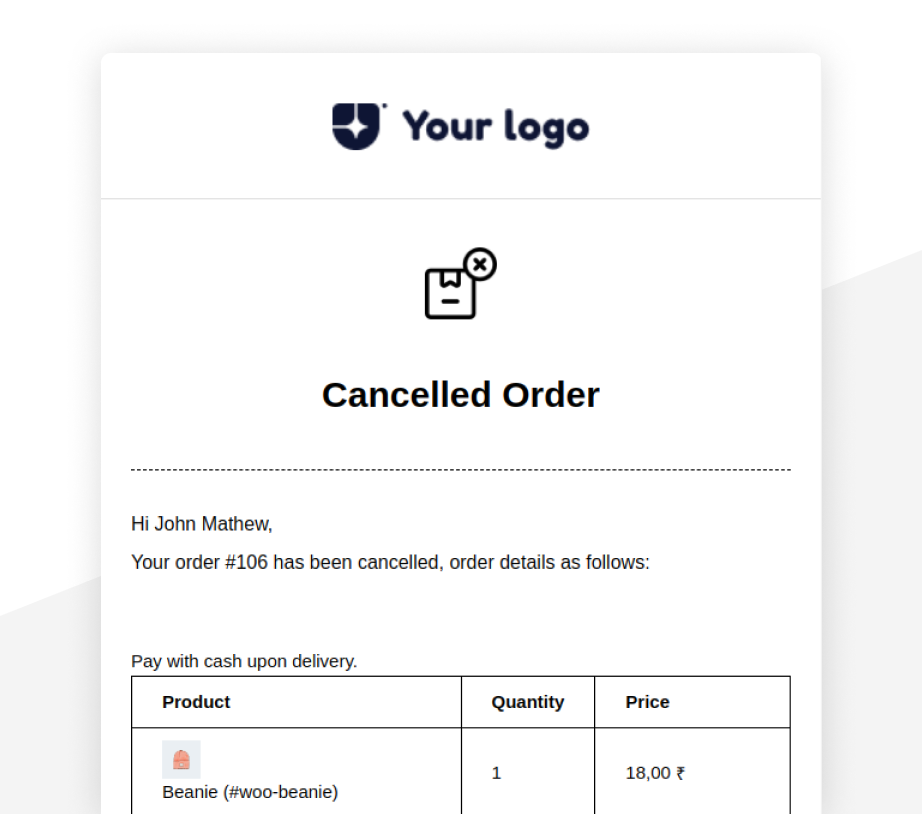 Your logo
Cancelled Order
Hi John Mathew,
Your order #106 has been cancelled, order details as follows:
Pay with cash upon delivery.
Product Quantity Price
1 18,00 ₹
Beanie (#woo-beanie)